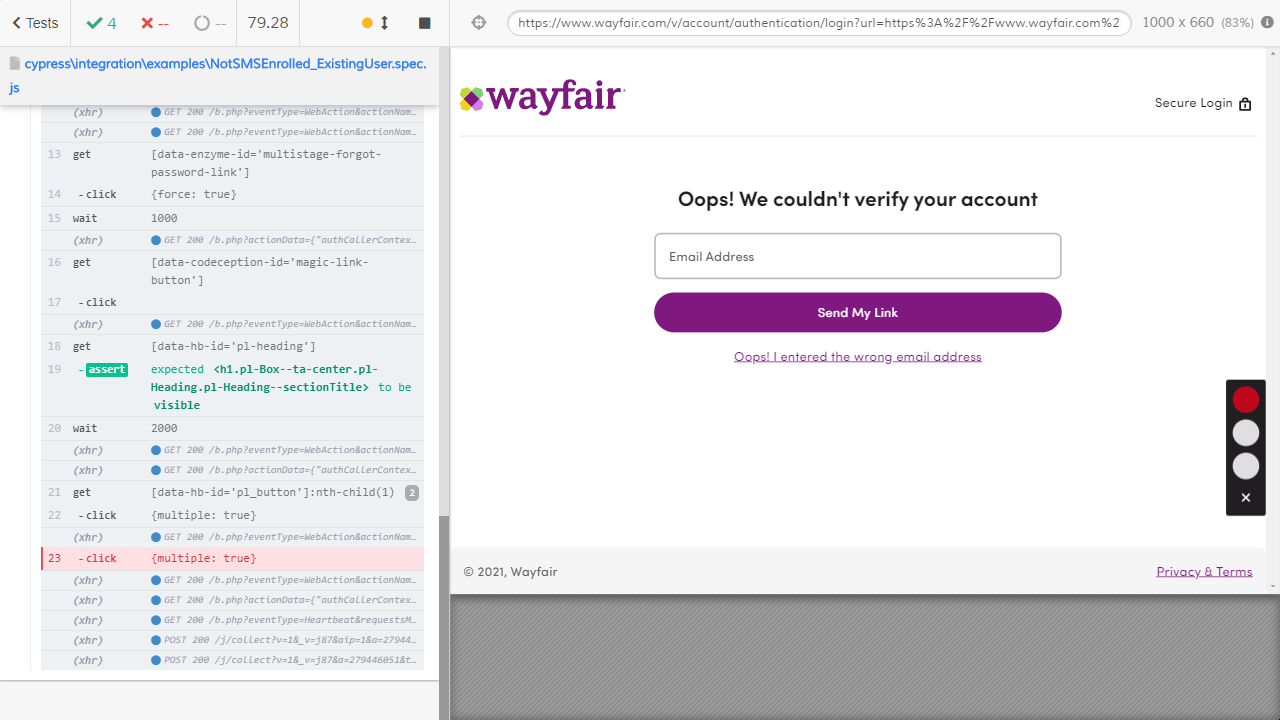 Tests
4
--
--
79.28
https://www.wayfair.com/v/account/authentication/login?url=https%3A%2F%2Fwww.wayfair.com%2
1000 x 660 (83%)
cypress\integration\examples\NotSMSEnrolled_ExistingUser.spec.
js
(xhr) GET 200 /b.php?eventType=WebAction&actionNam…
(xhr) GET 200 /b.php?eventType=WebAction&actionNam…
13 get [data-enzyme-id='multistage-forgot-
password-link']
14 -click {force: true}
15 wait 1000
(xhr) GET 200 /b.php?actionData={"authCallerContex…
16 get [data-codeception-id='magic-link-
button']
17 -click
(xhr) GET 200 /b.php?eventType=WebAction&actionNam…
18 get [data-hb-id='pl-heading']
19 -assert expected <h1.pl-Box--ta-center.pl-
Heading.pl-Heading--sectionTitle> to be
visible
20 wait 2000
(xhr) GET 200 /b.php?eventType=WebAction&actionNam…
(xhr) GET 200 /b.php?actionData={"authCallerContex…
21 get [data-hb-id='pl_button']:nth-child(1) 2
22 -click {multiple: true}
(xhr) GET 200 /b.php?eventType=WebAction&actionNam…
23 -click {multiple: true}
(xhr) GET 200 /b.php?eventType=WebAction&actionNam…
(xhr) GET 200 /b.php?actionData={"authCallerContex…
(xhr) GET 200 /b.php?eventType=Heartbeat&requestsM…
(xhr) POST 200 /j/collect?v=1&_v=j87&aip=1&a=27944…
(xhr) POST 200 /j/collect?v=1&_v=j87&a=279446051&t…
wayfair
Secure Login
Oops! We couldn't verify your account
Email Address
Send My Link
Oops! I entered the wrong email address
© 2021, Wayfair
Privacy & Terms